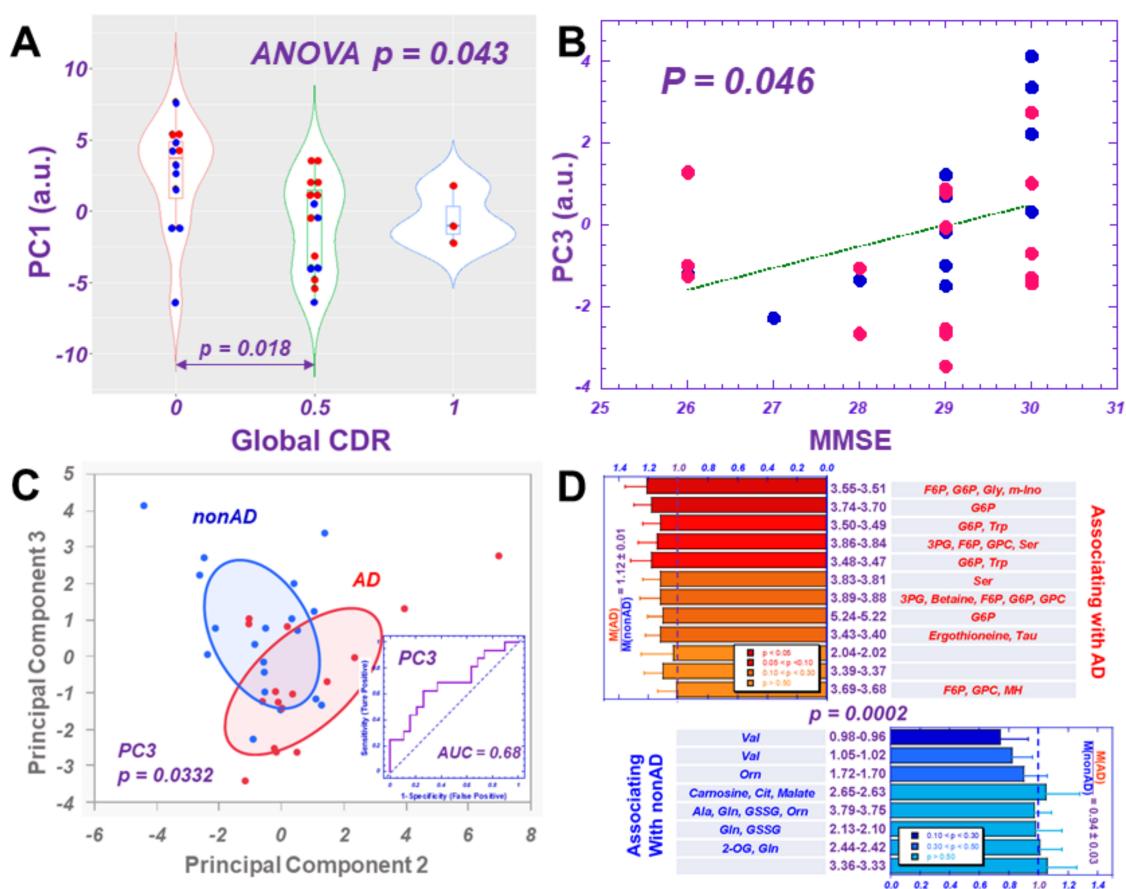 A
ANOVA p = 0.043
10
5
0
-5
-10
PC1 (a.u.)
p = 0.018
0
0.5
1
Global CDR
B
P = 0.046
4
2
0
-2
-4
PC3 (a.u.)
25
26
27
28
29
30
31
MMSE
C
5
4
3
2
1
0
-1
-2
-3
-4
Principal Component 3
nonAD
AD
PC3
p = 0.0332
PC3
AUC = 0.68
Sensitivity (Ture Positive)
1-Specificity (False Positive)
-6
-4
-2
0
2
4
6
8
Principal Component 2
D
1.4 1.2 1.0 0.8 0.6 0.4 0.2 0.0
M(AD)
M(nonAD)
= 1.12 ± 0.01
3.55-3.51 F6P, G6P, Gly, m-Ino
3.74-3.70 G6P
3.50-3.49 G6P, Trp
3.86-3.84 3PG, F6P, GPC, Ser
3.48-3.47 G6P, Trp
3.83-3.81 Ser
3.89-3.88 3PG, Betaine, F6P, G6P, GPC
5.24-5.22 G6P
3.43-3.40 Ergothioneine, Tau
2.04-2.02
3.39-3.37
3.69-3.68 F6P, GPC, MH
p < 0.05
0.05 < p <0.10
0.10 < p < 0.30
p > 0.50
Associating with AD
p = 0.0002
Associating
With nonAD
Val 0.98-0.96
Val 1.05-1.02
Orn 1.72-1.70
Carnosine, Cit, Malate 2.65-2.63
Ala, Gln, GSSG, Orn 3.79-3.75
Gln, GSSG 2.13-2.10
2-OG, Gln 2.44-2.42
3.36-3.33
0.10 < p < 0.30
0.30 < p < 0.50
p > 0.50
M(AD)
M(nonAD)
= 0.94 ± 0.03
0.0 0.2 0.4 0.6 0.8 1.0 1.2 1.4